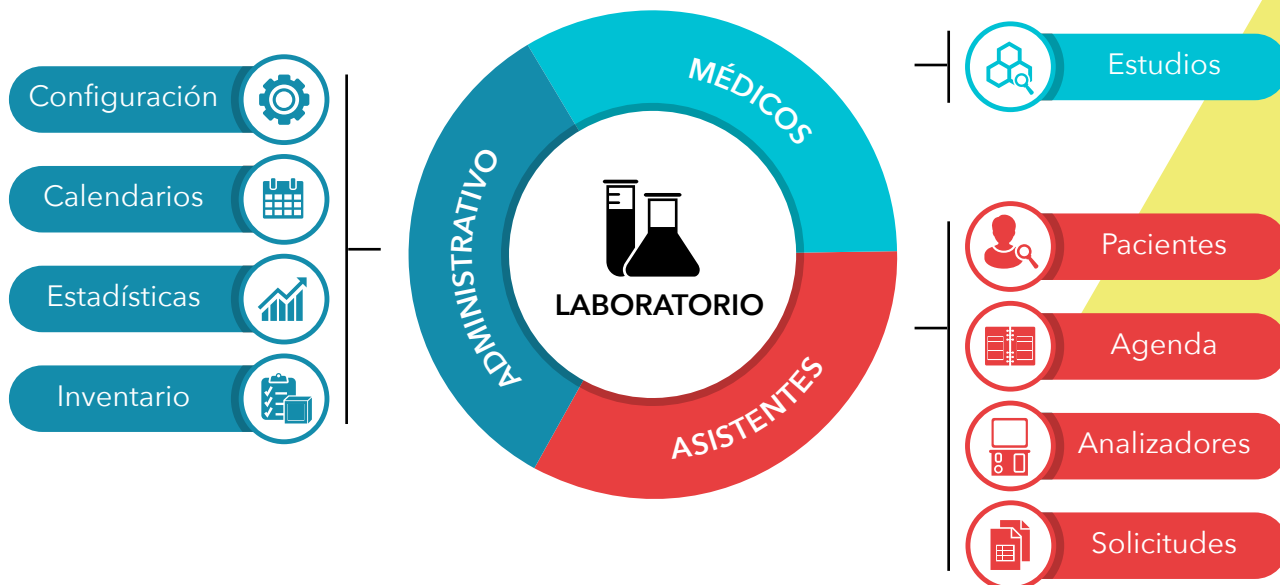 Configuración
Calendarios
Estadísticas
Inventario
ADMINISTRATIVO
MÉDICOS
ASISTENTES
LABORATORIO
Estudios
Pacientes
Agenda
Analizadores
Solicitudes